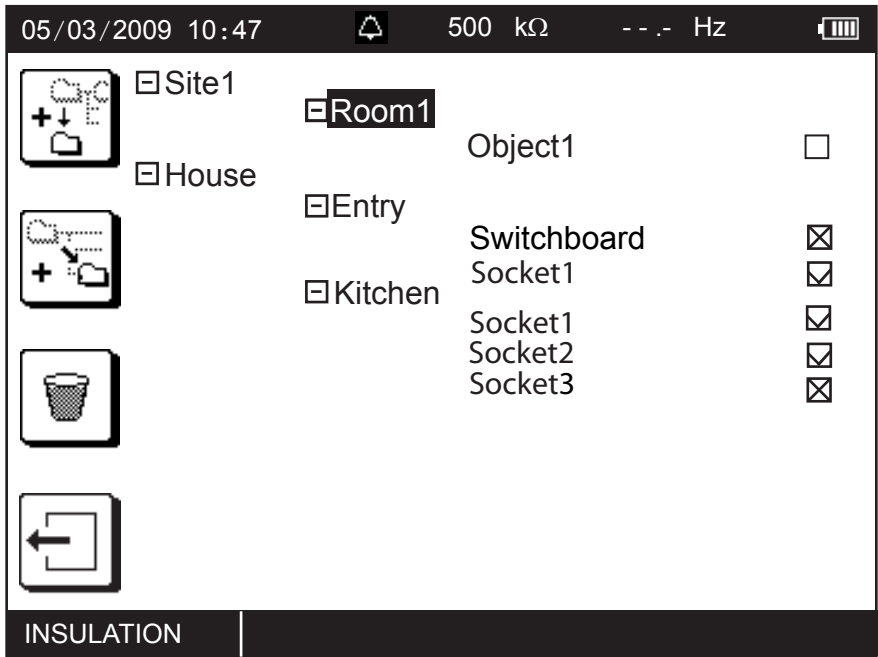 05/03/2009 10:47 500 kΩ - - .- Hz
Site1
Room1
Object1
House
Entry
Switchboard
Socket1
Kitchen
Socket1
Socket2
Socket3
INSULATION